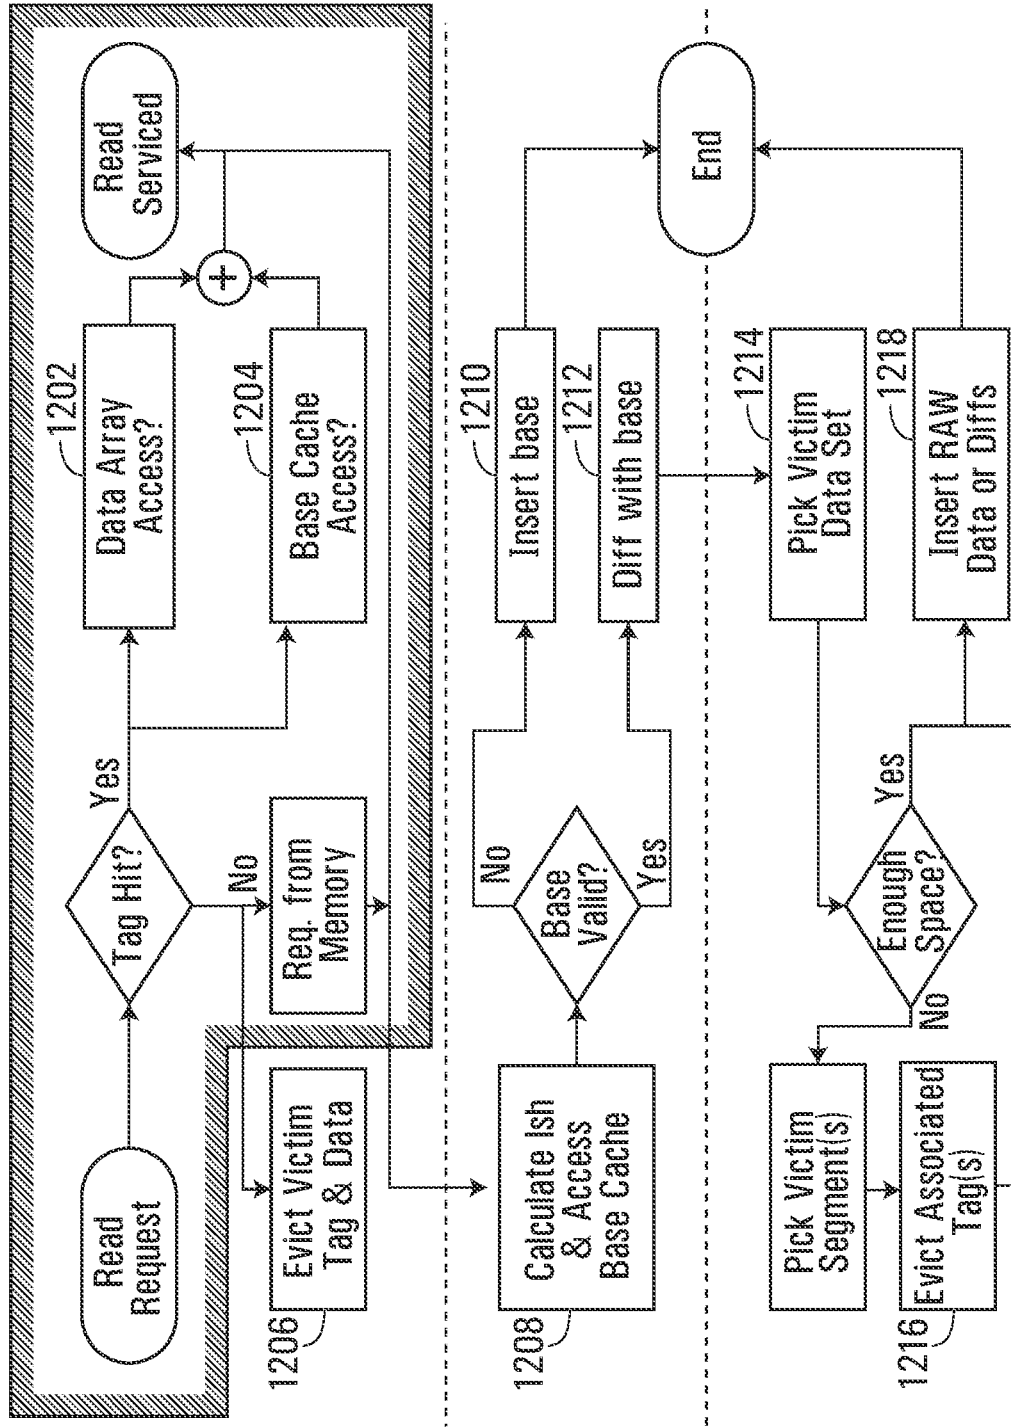 Read
Request
Tag Hit?
Yes
No
1202
Data Array
Access?
1204
Base Cache
Access?
+
Read
Serviced
Req. from
Memory
1206
Evict Victim
Tag & Data
1208
Calculate lsh
& Access
Base Cache
Base
Valid?
No
Yes
1210
Insert base
1212
Diff with base
End
1214
Pick Victim
Data Set
Enough
Space?
Yes
No
Pick Victim
Segment(s)
1216
Evict Associated
Tag(s)
1218
Insert RAW
Data or Diffs